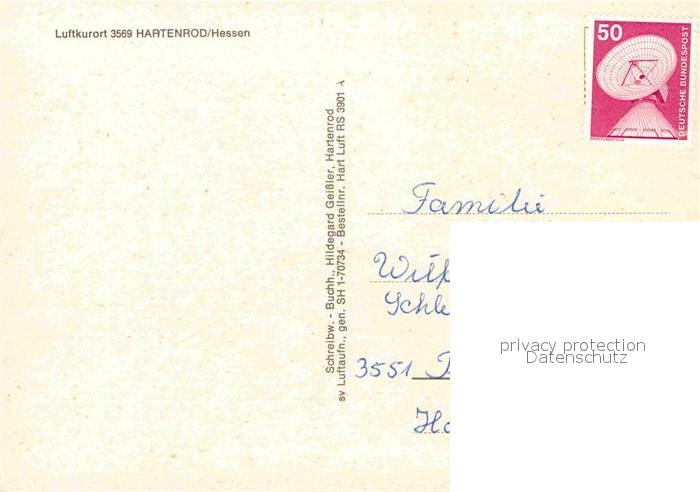 Luftkurort 3569 HARTENROD/Hessen
50
DEUTSCHE BUNDESPOST
Schreibw. - Buchh., Hildegard Geißler, Hartenrod
sy Luftaufn., gen. SH 1-70734 - Bestellnr. Hart Luft RS 3901
Familie
3551
privacy protection
Datenschutz